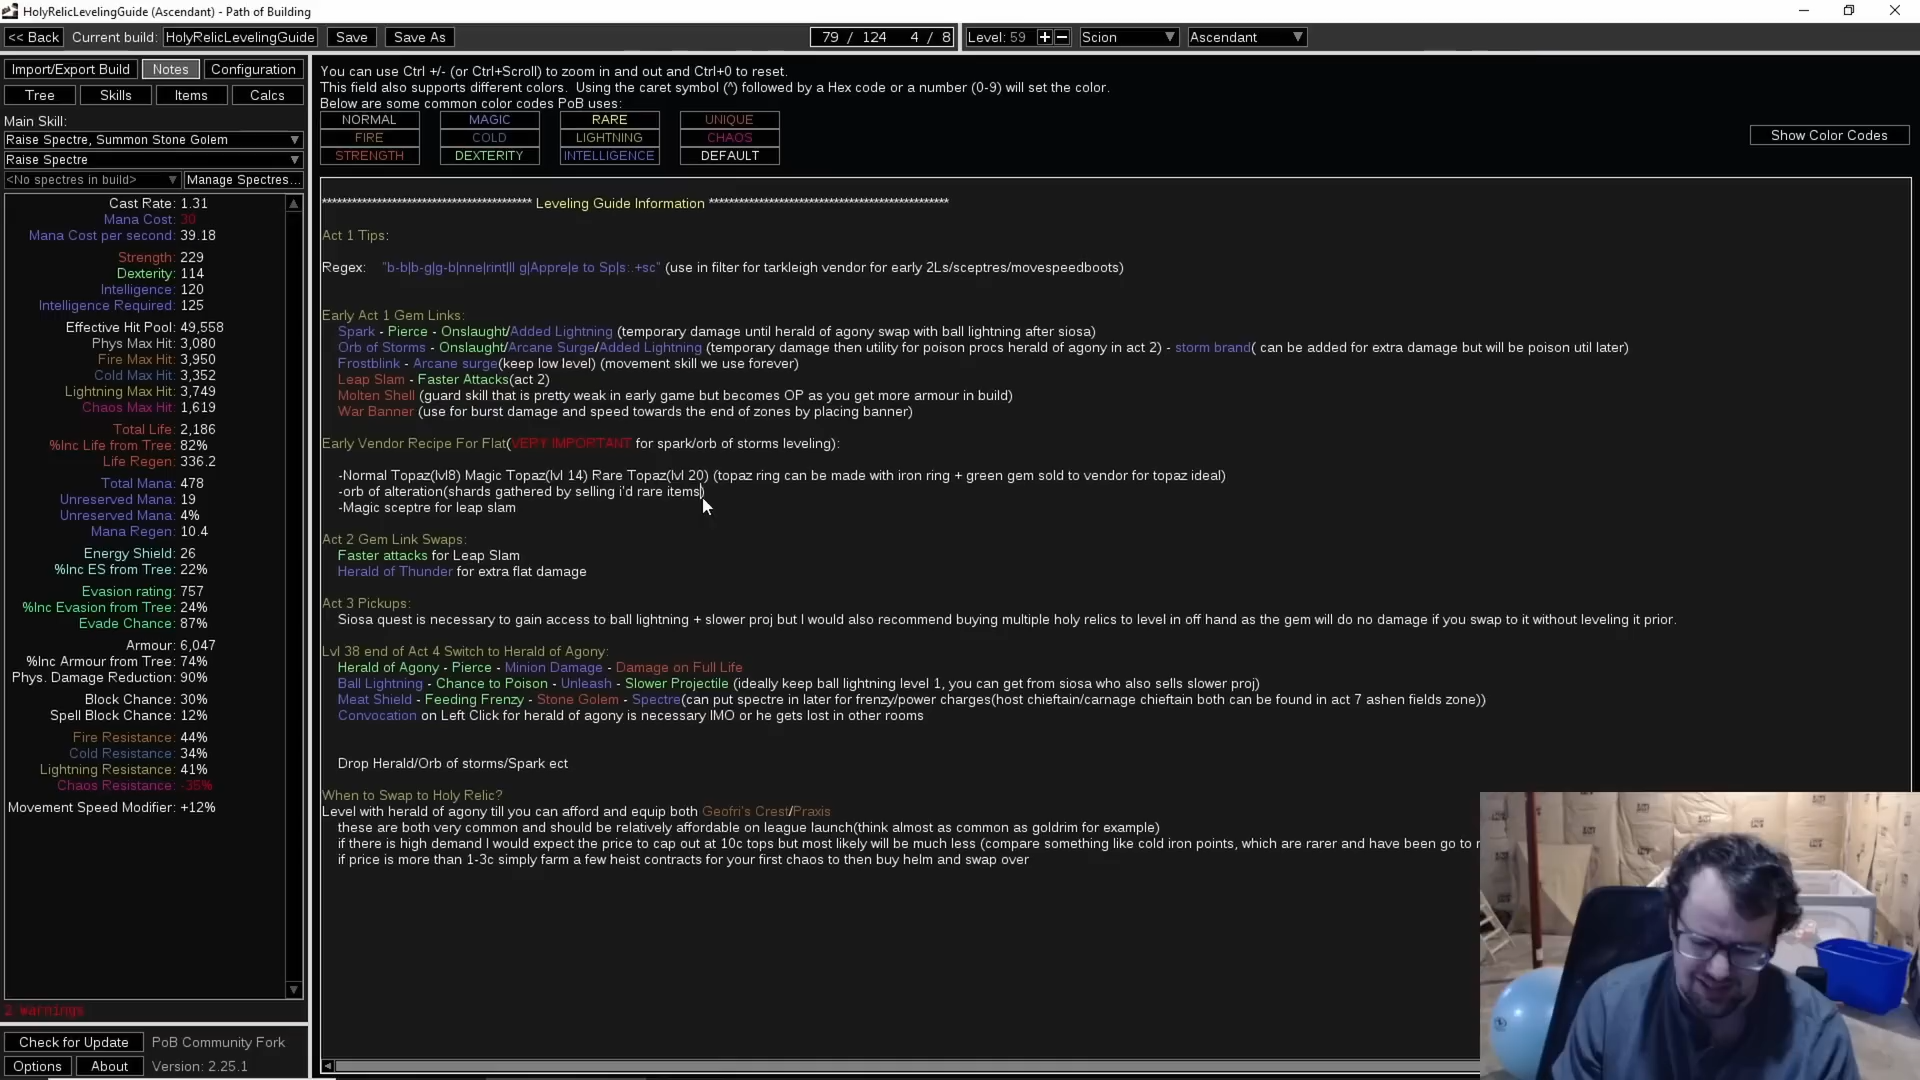 HolyRelicLevelingGuide (Ascendant) - Path of Building
<< Back
Current build:
HolyRelicLevelingGuide
Save
Save As
79 / 124    4 / 8
Level: 59
+
−
Scion
Ascendant
Import/Export Build
Notes
Configuration
Tree
Skills
Items
Calcs
Main Skill:
Raise Spectre, Summon Stone Golem
Raise Spectre
<No spectres in build>
Manage Spectres...
Cast Rate: 1.31
Mana Cost: 30
Mana Cost per second: 39.18
Strength: 229
Dexterity: 114
Intelligence: 120
Intelligence Required: 125
Effective Hit Pool: 49,558
Phys Max Hit: 3,080
Fire Max Hit: 3,950
Cold Max Hit: 3,352
Lightning Max Hit: 3,749
Chaos Max Hit: 1,619
Total Life: 2,186
%Inc Life from Tree: 82%
Life Regen: 336.2
Total Mana: 478
Unreserved Mana: 19
Unreserved Mana: 4%
Mana Regen: 10.4
Energy Shield: 26
%Inc ES from Tree: 22%
Evasion rating: 757
%Inc Evasion from Tree: 24%
Evade Chance: 87%
Armour: 6,047
%Inc Armour from Tree: 74%
Phys. Damage Reduction: 90%
Block Chance: 30%
Spell Block Chance: 12%
Fire Resistance: 44%
Cold Resistance: 34%
Lightning Resistance: 41%
Chaos Resistance: -35%
Movement Speed Modifier: +12%
2 Warnings
Check for Update
PoB Community Fork
Options
About
Version: 2.25.1
You can use Ctrl +/- (or Ctrl+Scroll) to zoom in and out and Ctrl+0 to reset.
This field also supports different colors. Using the caret symbol (^) followed by a Hex code or a number (0-9) will set the color.
Below are some common color codes PoB uses:
NORMAL
MAGIC
RARE
UNIQUE
FIRE
COLD
LIGHTNING
CHAOS
STRENGTH
DEXTERITY
INTELLIGENCE
DEFAULT
Show Color Codes
****************************************** Leveling Guide Information ************************************************
Act 1 Tips:
Regex: "b-b|b-g|g-b|nne|rint|ll g|Appre|e to Sp|s:.+sc" (use in filter for tarkleigh vendor for early 2Ls/sceptres/movespeedboots)
Early Act 1 Gem Links:
Spark - Pierce - Onslaught/Added Lightning (temporary damage until herald of agony swap with ball lightning after siosa)
Orb of Storms - Onslaught/Arcane Surge/Added Lightning (temporary damage then utility for poison procs herald of agony in act 2) - storm brand( can be added for extra damage but will be poison util later)
Frostblink - Arcane surge(keep low level) (movement skill we use forever)
Leap Slam - Faster Attacks(act 2)
Molten Shell (guard skill that is pretty weak in early game but becomes OP as you get more armour in build)
War Banner (use for burst damage and speed towards the end of zones by placing banner)
Early Vendor Recipe For Flat(VERY IMPORTANT for spark/orb of storms leveling):
-Normal Topaz(lvl8) Magic Topaz(lvl 14) Rare Topaz(lvl 20) (topaz ring can be made with iron ring + green gem sold to vendor for topaz ideal)
-orb of alteration(shards gathered by selling i'd rare items)
-Magic sceptre for leap slam
Act 2 Gem Link Swaps:
Faster attacks for Leap Slam
Herald of Thunder for extra flat damage
Act 3 Pickups:
Siosa quest is necessary to gain access to ball lightning + slower proj but I would also recommend buying multiple holy relics to level in off hand as the gem will do no damage if you swap to it without leveling it prior.
Lvl 38 end of Act 4 Switch to Herald of Agony:
Herald of Agony - Pierce - Minion Damage - Damage on Full Life
Ball Lightning - Chance to Poison - Unleash - Slower Projectile (ideally keep ball lightning level 1, you can get from siosa who also sells slower proj)
Meat Shield - Feeding Frenzy - Stone Golem - Spectre(can put spectre in later for frenzy/power charges(host chieftain/carnage chieftain both can be found in act 7 ashen fields zone))
Convocation on Left Click for herald of agony is necessary IMO or he gets lost in other rooms
Drop Herald/Orb of storms/Spark ect
When to Swap to Holy Relic?
Level with herald of agony till you can afford and equip both Geofri's Crest/Praxis
these are both very common and should be relatively affordable on league launch(think almost as common as goldrim for example)
if there is high demand I would expect the price to cap out at 10c tops but most likely will be much less (compare something like cold iron points, which are rarer and have been go to
if price is more than 1-3c simply farm a few heist contracts for your first chaos to then buy helm and swap over